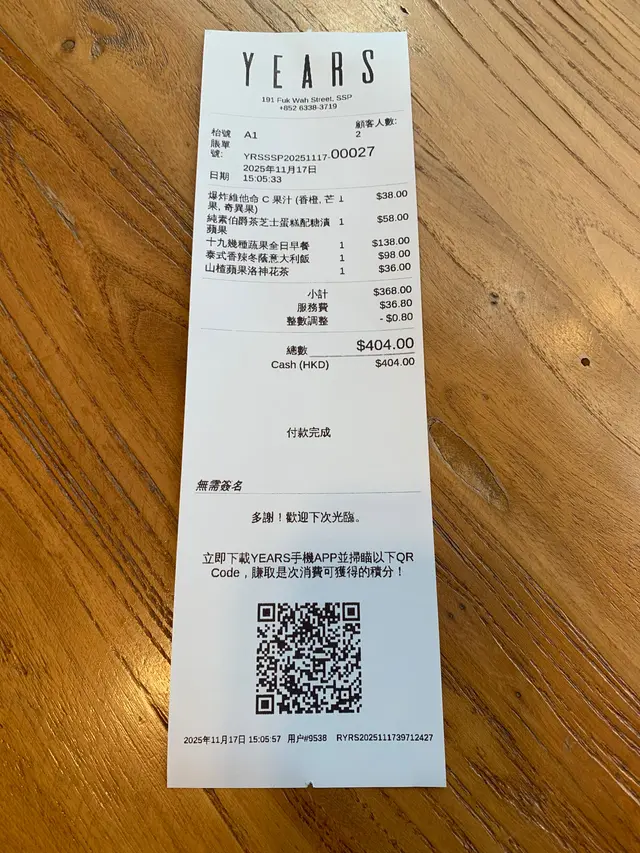 YEARS
191 Fuk Wah Street, SSP
+852 6338-3719
枱號 A1 顧客人數: 2
賬單號: YRSSSP20251117-00027
日期 2025年11月17日 15:05:33
爆炸維他命 C 果汁 (香橙, 芒 1 $38.00
果, 奇異果)
純素伯爵茶芝士蛋糕配糖漬 1 $58.00
蘋果
十九幾種蔬果全日早餐 1 $138.00
泰式香辣冬蔭意大利飯 1 $98.00
山楂蘋果洛神花茶 1 $36.00
小計 $368.00
服務費 $36.80
整數調整 - $0.80
總數 $404.00
Cash (HKD) $404.00
付款完成
無需簽名
多謝！歡迎下次光臨。
立即下載YEARS手機APP並掃瞄以下QR
Code，賺取是次消費可獲得的積分！
2025年11月17日 15:05:57 用户#9538 RYRS2025111739712427